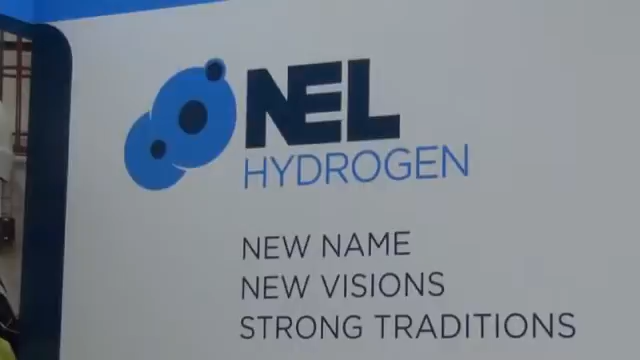 NEL
HYDROGEN
NEW NAME
NEW VISIONS
STRONG TRADITIONS